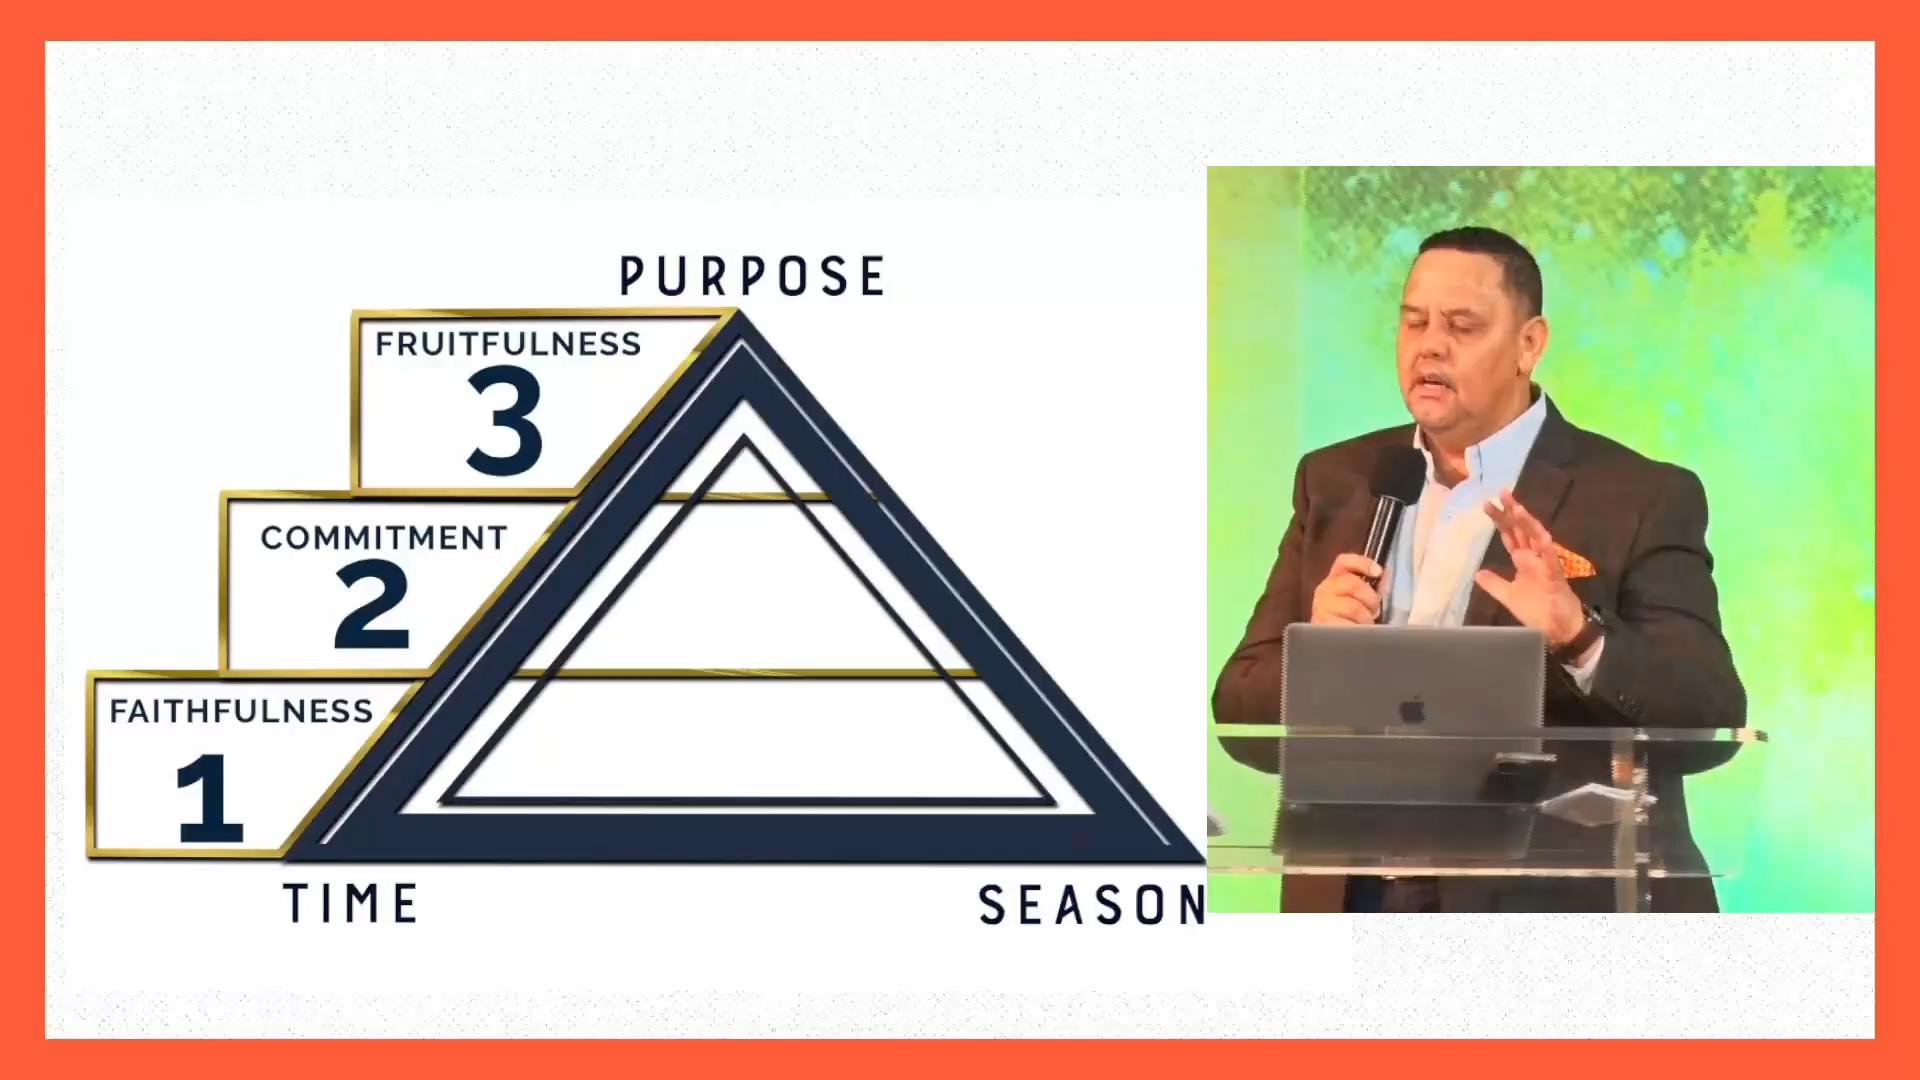 PURPOSE
FRUITFULNESS
3
COMMITMENT
2
FAITHFULNESS
1
TIME
SEASON